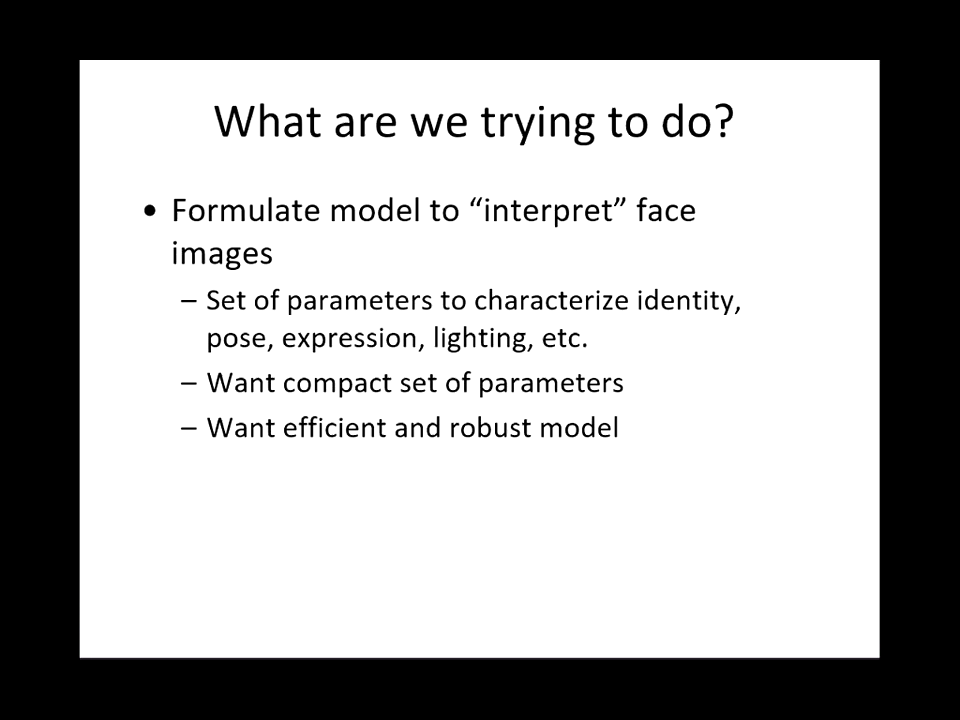 What are we trying to do?
• Formulate model to “interpret” face
images
– Set of parameters to characterize identity,
pose, expression, lighting, etc.
– Want compact set of parameters
– Want efficient and robust model